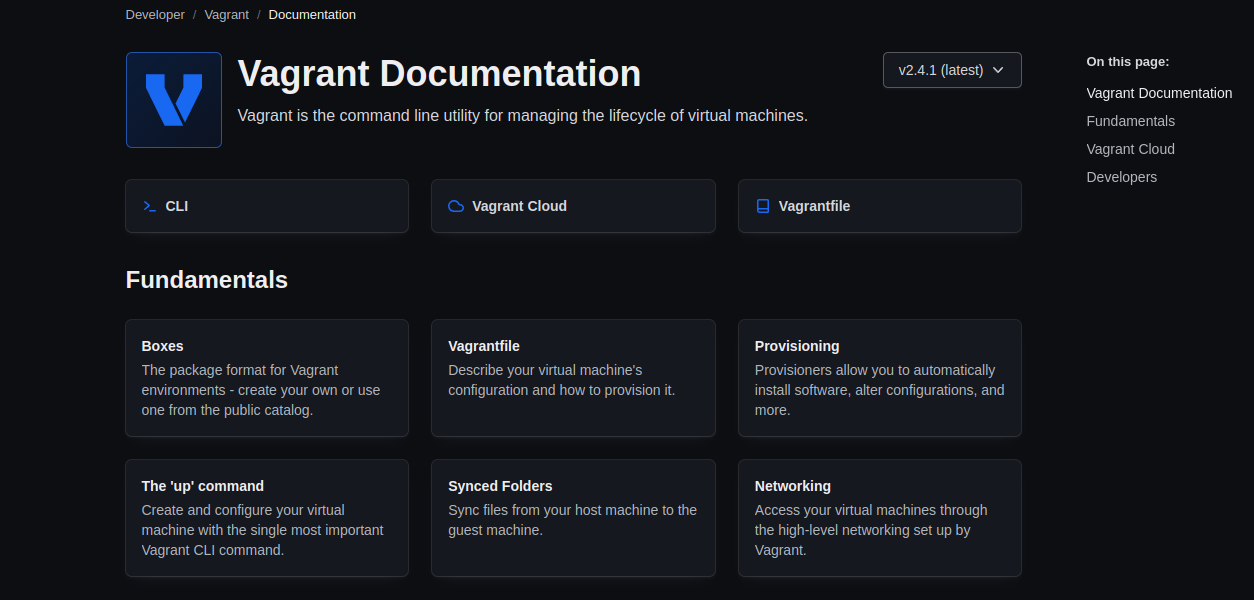 Developer / Vagrant / Documentation
Vagrant Documentation
Vagrant is the command line utility for managing the lifecycle of virtual machines.
v2.4.1 (latest)
CLI
Vagrant Cloud
Vagrantfile
Fundamentals
Boxes
The package format for Vagrant
environments - create your own or use
one from the public catalog.
Vagrantfile
Describe your virtual machine's
configuration and how to provision it.
Provisioning
Provisioners allow you to automatically
install software, alter configurations, and
more.
The 'up' command
Create and configure your virtual
machine with the single most important
Vagrant CLI command.
Synced Folders
Sync files from your host machine to the
guest machine.
Networking
Access your virtual machines through
the high-level networking set up by
Vagrant.
On this page:
Vagrant Documentation
Fundamentals
Vagrant Cloud
Developers